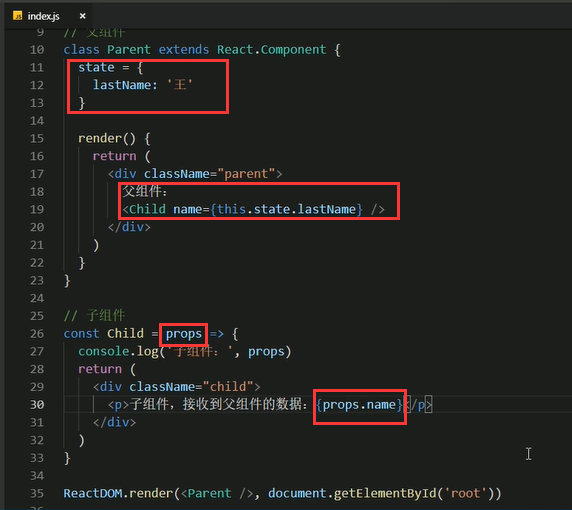 index.js ×
9 // 父组件
10 class Parent extends React.Component {
11 state = {
12 lastName: '王'
13 }
14
15 render() {
16 return (
17 <div className="parent">
18 父组件:
19 <Child name={this.state.lastName} />
20 </div>
21 )
22 }
23 }
24
25 // 子组件
26 const Child = props => {
27 console.log('子组件: ', props)
28 return (
29 <div className="child">
30 <p>子组件, 接收到父组件的数据: {props.name}</p>
31 </div>
32 )
33 }
34
35 ReactDOM.render(<Parent />, document.getElementById('root'))